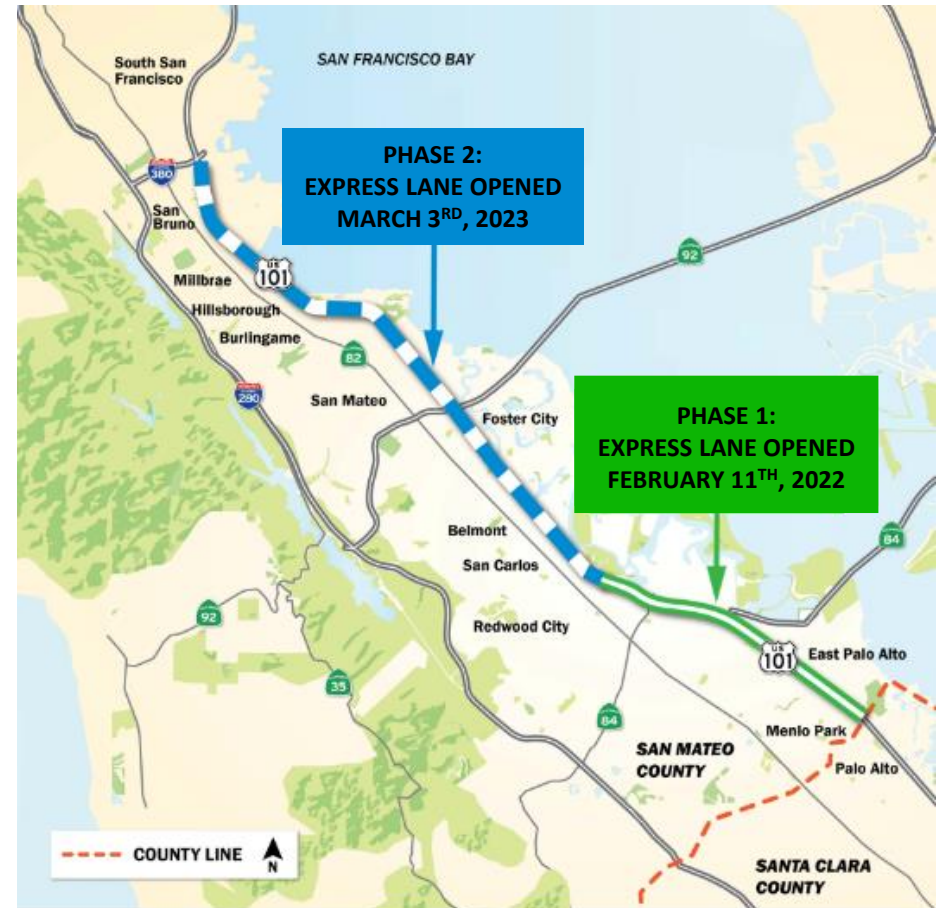 South San
Francisco
SAN FRANCISCO BAY
PHASE 2:
EXPRESS LANE OPENED
MARCH 3RD, 2023
380
San
Bruno
92
US
101
Millbrae
Hillsborough
Burlingame
82
280
San Mateo
Foster City
PHASE 1:
EXPRESS LANE OPENED
FEBRUARY 11TH, 2022
84
Belmont
San Carlos
92
Redwood City
US
101
East Palo Alto
35
84
Menlo Park
SAN MATEO
COUNTY
Palo Alto
COUNTY LINE
N
SANTA CLARA
COUNTY